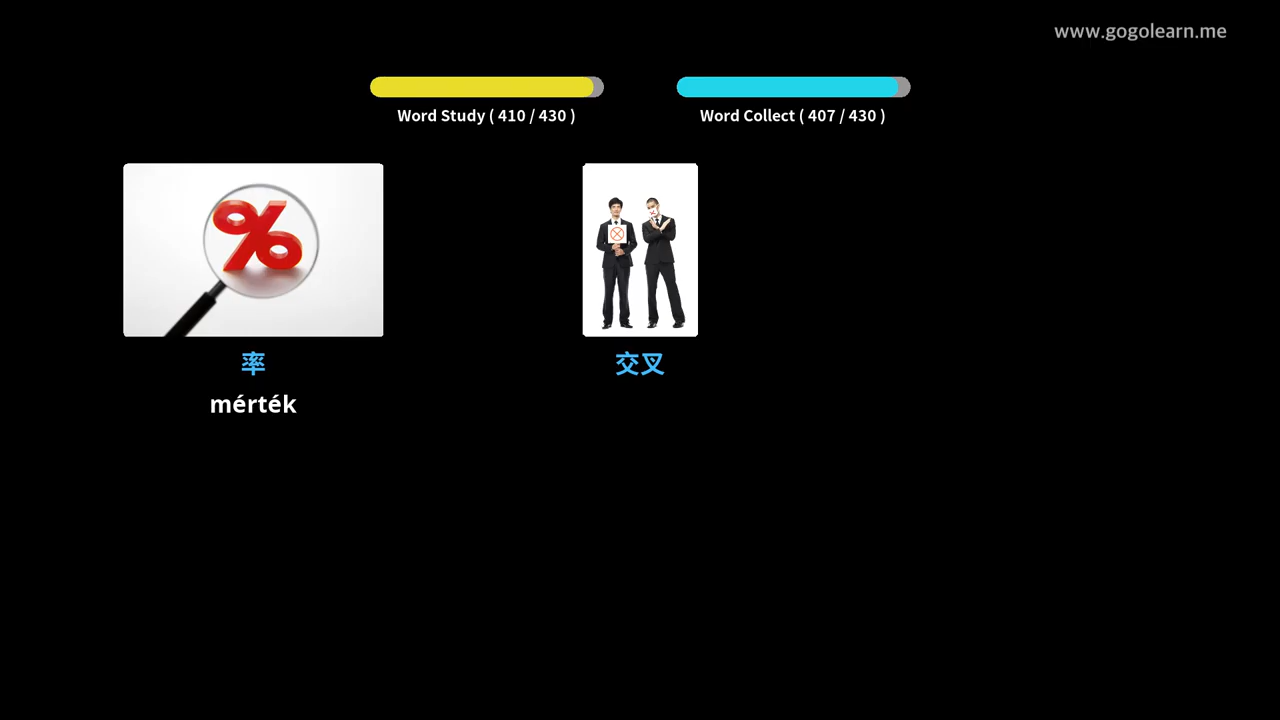 www.gogolearn.me
Word Study ( 410 / 430 )
Word Collect ( 407 / 430 )
%
率
mérték
交叉